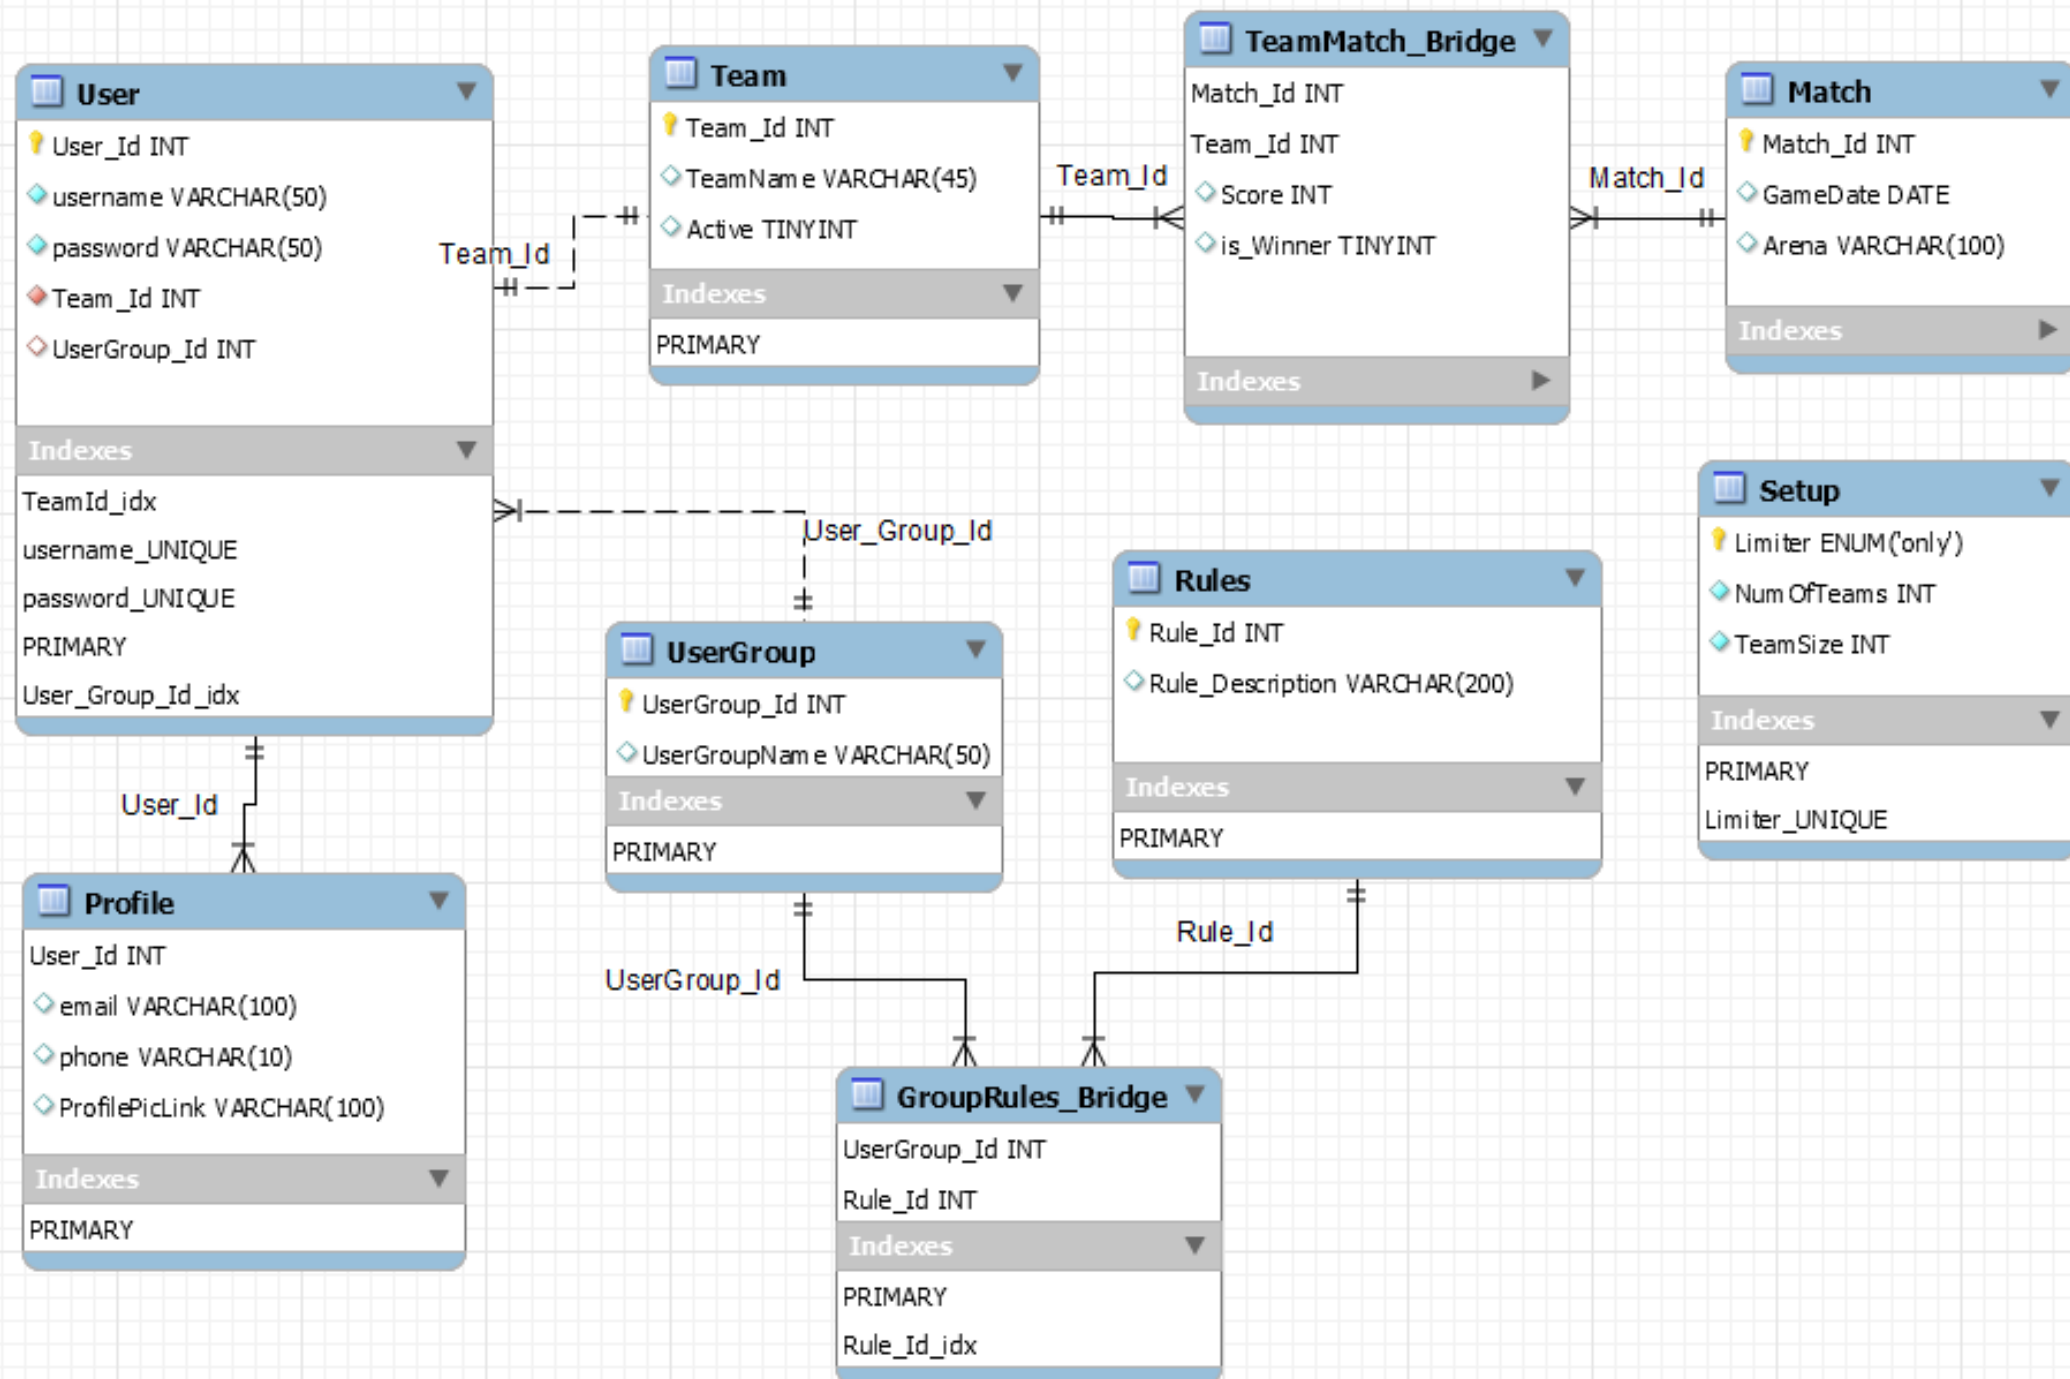 User
User_Id INT
username VARCHAR(50)
password VARCHAR(50)
Team_Id INT
UserGroup_Id INT
Indexes
TeamId_idx
username_UNIQUE
password_UNIQUE
PRIMARY
User_Group_Id_idx
Team_Id
Team
Team_Id INT
TeamName VARCHAR(45)
Active TINYINT
Indexes
PRIMARY
Team_Id
TeamMatch_Bridge
Match_Id INT
Team_Id INT
Score INT
is_Winner TINYINT
Indexes
Match_Id
Match
Match_Id INT
GameDate DATE
Arena VARCHAR(100)
Indexes
User_Group_Id
UserGroup
UserGroup_Id INT
UserGroupName VARCHAR(50)
Indexes
PRIMARY
Rules
Rule_Id INT
Rule_Description VARCHAR(200)
Indexes
PRIMARY
Setup
Limiter ENUM('only')
NumOfTeams INT
TeamSize INT
Indexes
PRIMARY
Limiter_UNIQUE
User_Id
Profile
User_Id INT
email VARCHAR(100)
phone VARCHAR(10)
ProfilePicLink VARCHAR(100)
Indexes
PRIMARY
UserGroup_Id
Rule_Id
GroupRules_Bridge
UserGroup_Id INT
Rule_Id INT
Indexes
PRIMARY
Rule_Id_idx